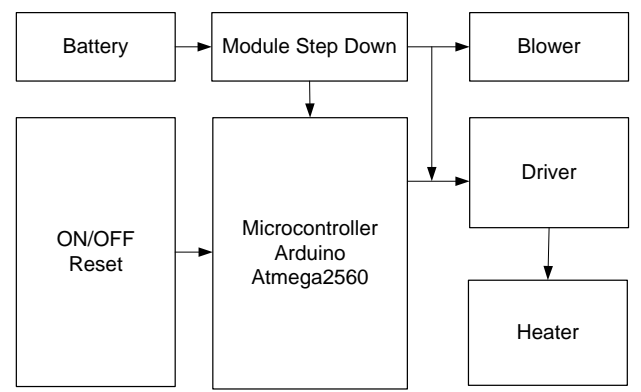 Battery
Module Step Down
Blower
ON/OFF
Reset
Microcontroller
Arduino
Atmega2560
Driver
Heater